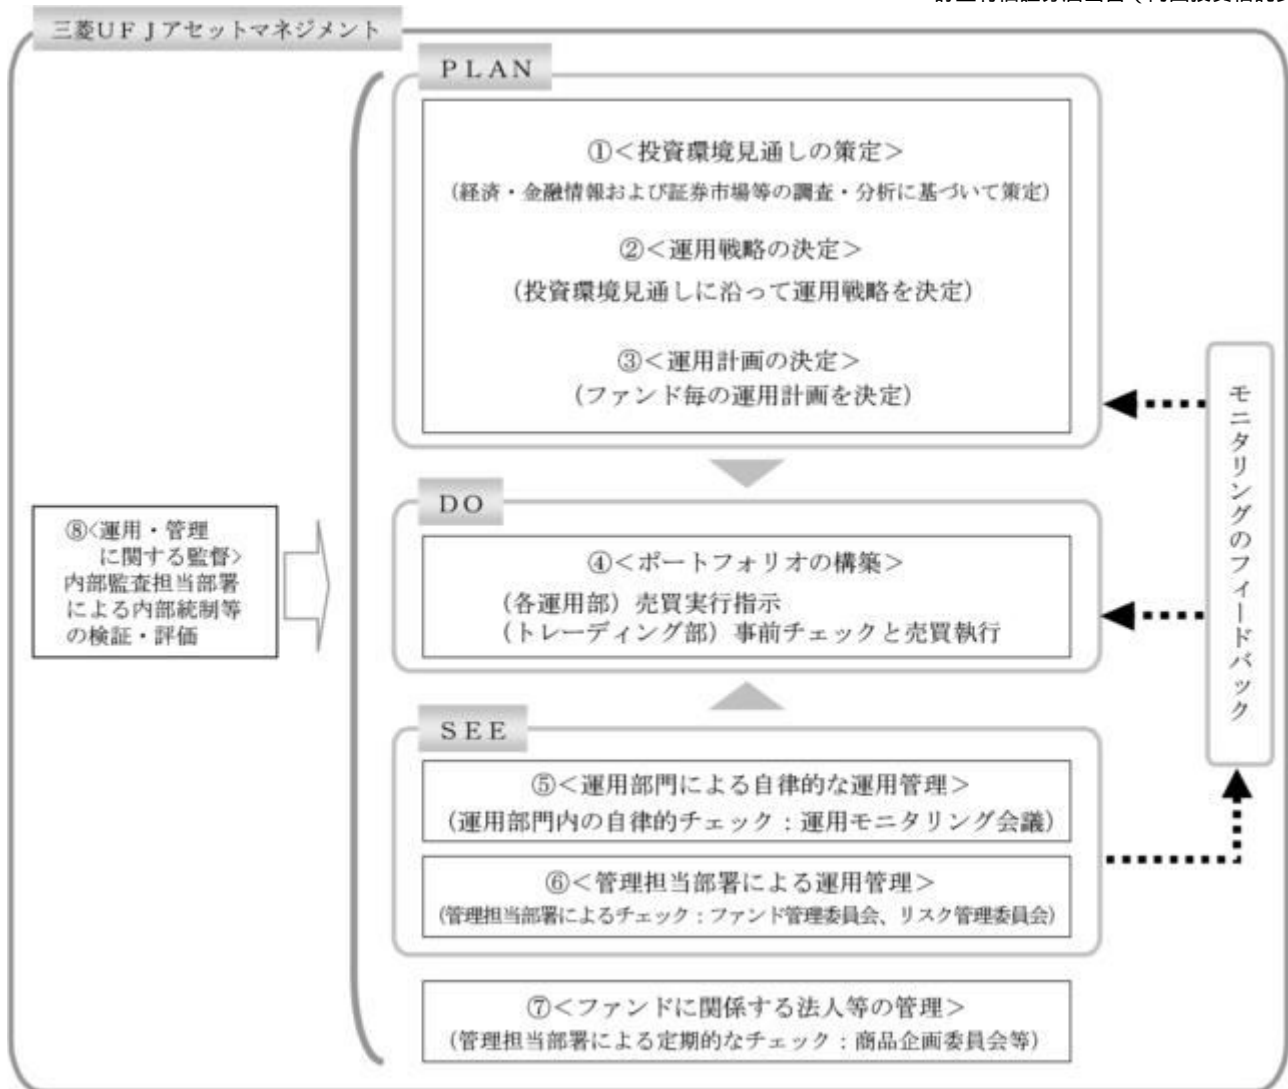 三菱ＵＦＪアセットマネジメント
ＰＬＡＮ
①＜投資環境見通しの策定＞
（経済・金融情報および証券市場等の調査・分析に基づいて策定）
②＜運用戦略の決定＞
（投資環境見通しに沿って運用戦略を決定）
③＜運用計画の決定＞
（ファンド毎の運用計画を決定）
ＤＯ
④＜ポートフォリオの構築＞
（各運用部）売買実行指示
（トレーディング部）事前チェックと売買執行
ＳＥＥ
⑤＜運用部門による自律的な運用管理＞
（運用部門内の自律的チェック：運用モニタリング会議）
⑥＜管理担当部署による運用管理＞
（管理担当部署によるチェック：ファンド管理委員会、リスク管理委員会）
⑦＜ファンドに関係する法人等の管理＞
（管理担当部署による定期的なチェック：商品企画委員会等）
⑧＜運用・管理
に関する監督＞
内部監査担当部署
による内部統制等
の検証・評価
モニタリングのフィードバック